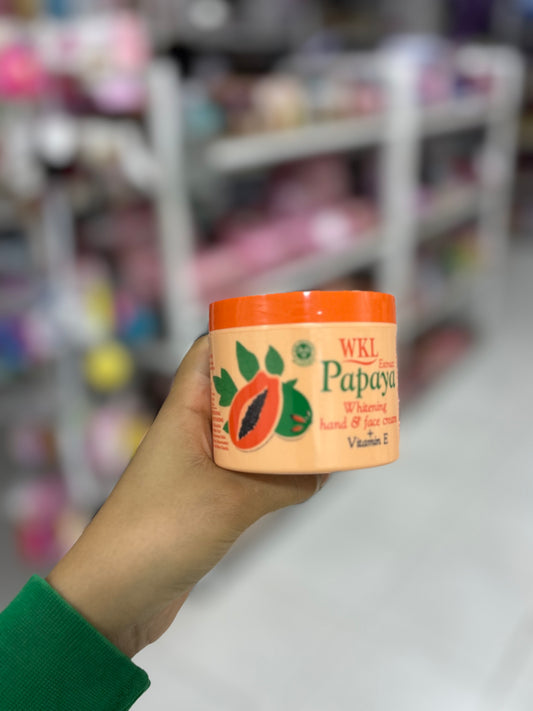 WKL
Extract
Papaya
Whitening
hand & face cream
+
Vitamin E